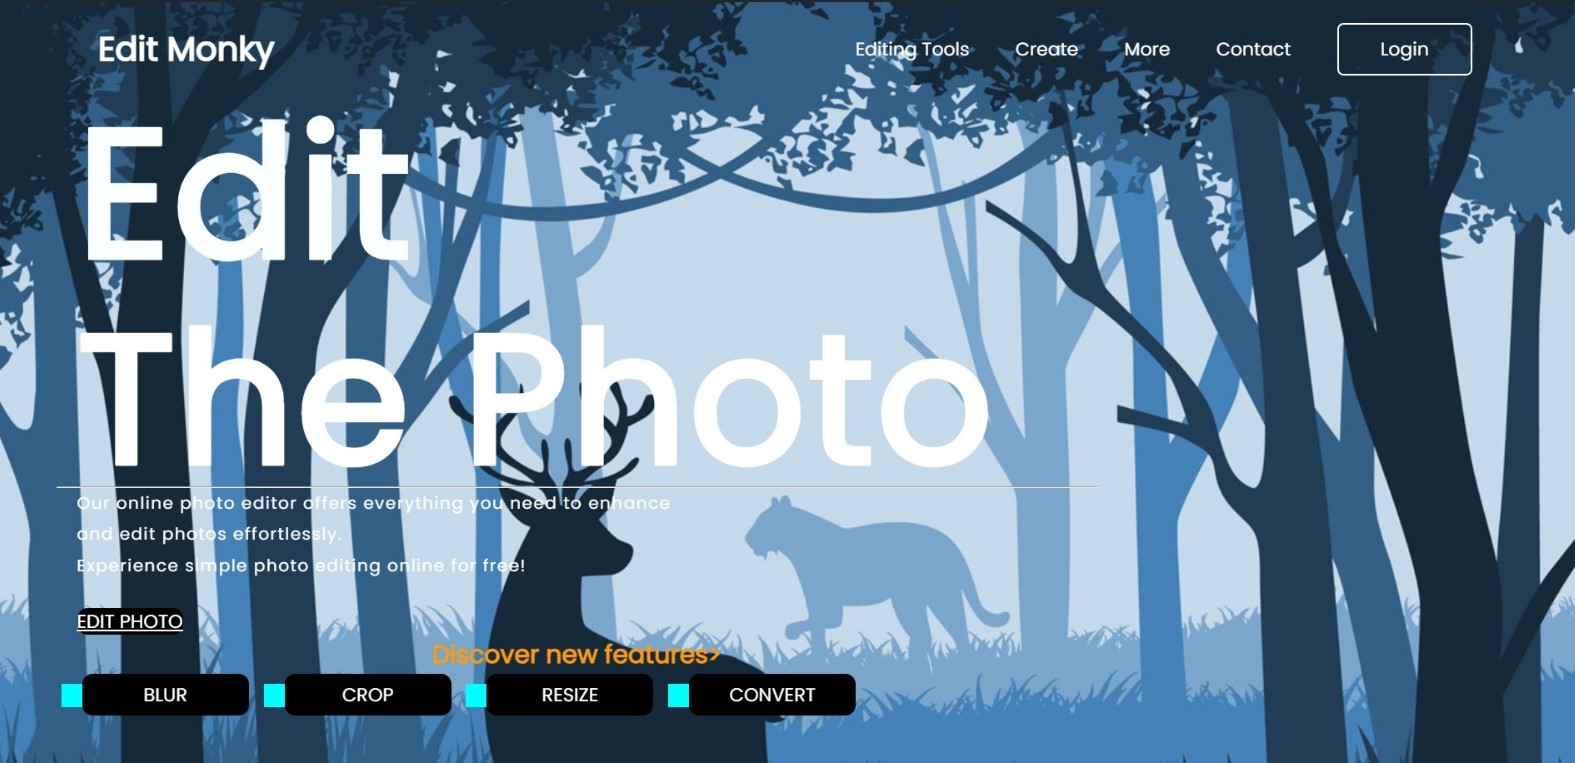 Edit Monky
Editing Tools
Create
More
Contact
Login
Edit
The Photo
Our online photo editor offers everything you need to enhance
and edit photos effortlessly.
Experience simple photo editing online for free!
EDIT PHOTO
Discover new features>
BLUR
CROP
RESIZE
CONVERT